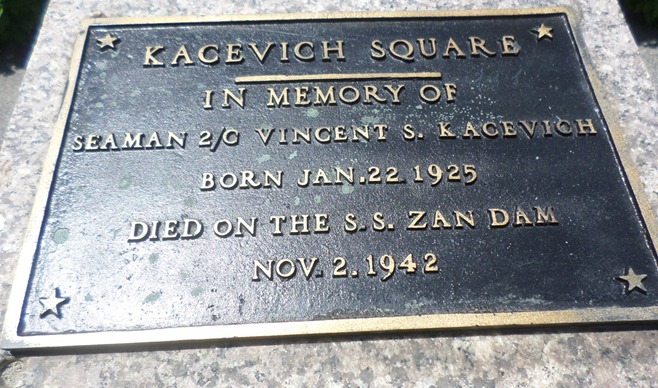 KACEVICH SQUARE
IN MEMORY OF
SEAMAN 2/C VINCENT S. KACEVICH
BORN JAN. 22 1925
DIED ON THE S.S. ZAN DAM
NOV. 2. 1942